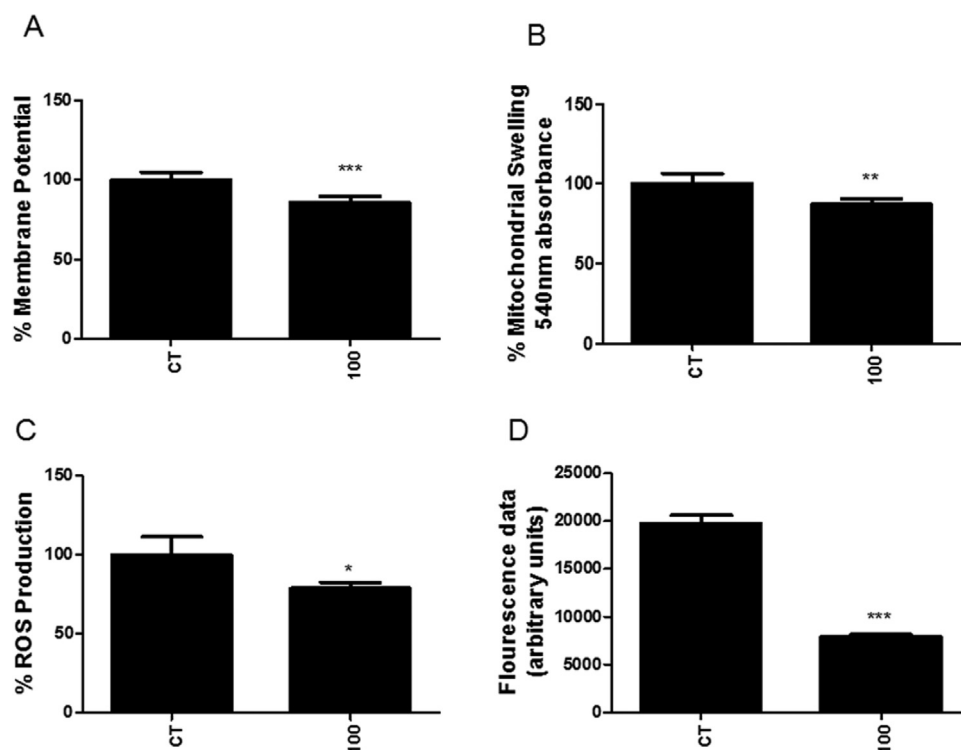 A
% Membrane Potential
150
100
50
0
***
CT
100
B
% Mitochondrial Swelling
540nm absorbance
150
100
50
0
**
CT
100
C
% ROS Production
150
100
50
0
*
CT
100
D
Flourescence data
(arbitrary units)
25000
20000
15000
10000
5000
0
***
CT
100